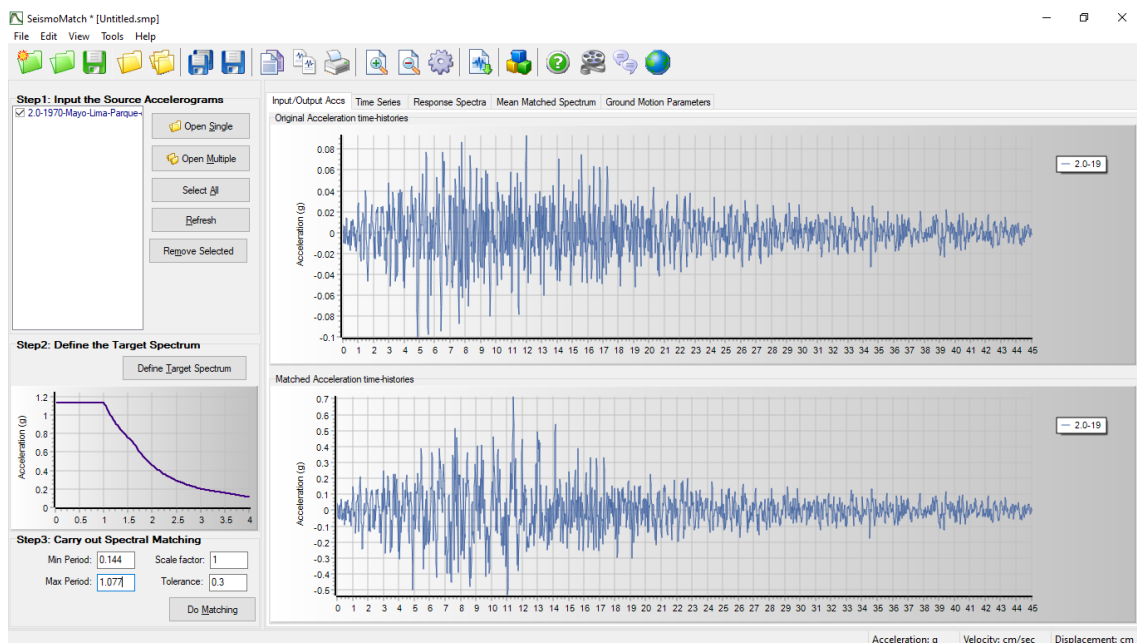 SeismoMatch * [Untitled.smp]
File Edit View Tools Help
Step1: Input the Source Accelerograms
2.0-1970-Mayo-Lima-Parque-
Open Single
Open Multiple
Select All
Refresh
Remove Selected
Step2: Define the Target Spectrum
Define Target Spectrum
1.2
1
0.8
0.6
0.4
0.2
0
Acceleration (g)
0 0.5 1 1.5 2 2.5 3 3.5 4
Step3: Carry out Spectral Matching
Min Period: 0.144 Scale factor: 1
Max Period: 1.077 Tolerance: 0.3
Do Matching
Input/Output Accs Time Series Response Spectra Mean Matched Spectrum Ground Motion Parameters
Original Acceleration time-histories
0.08
0.06
0.04
0.02
0
-0.02
-0.04
-0.06
-0.08
-0.1
Acceleration (g)
2.0-19
0 1 2 3 4 5 6 7 8 9 10 11 12 13 14 15 16 17 18 19 20 21 22 23 24 25 26 27 28 29 30 31 32 33 34 35 36 37 38 39 40 41 42 43 44 45
Matched Acceleration time-histories
0.7
0.6
0.5
0.4
0.3
0.2
0.1
0
-0.1
-0.2
-0.3
-0.4
-0.5
Acceleration (g)
2.0-19
0 1 2 3 4 5 6 7 8 9 10 11 12 13 14 15 16 17 18 19 20 21 22 23 24 25 26 27 28 29 30 31 32 33 34 35 36 37 38 39 40 41 42 43 44 45
Acceleration: g Velocity: cm/sec Displacement: cm